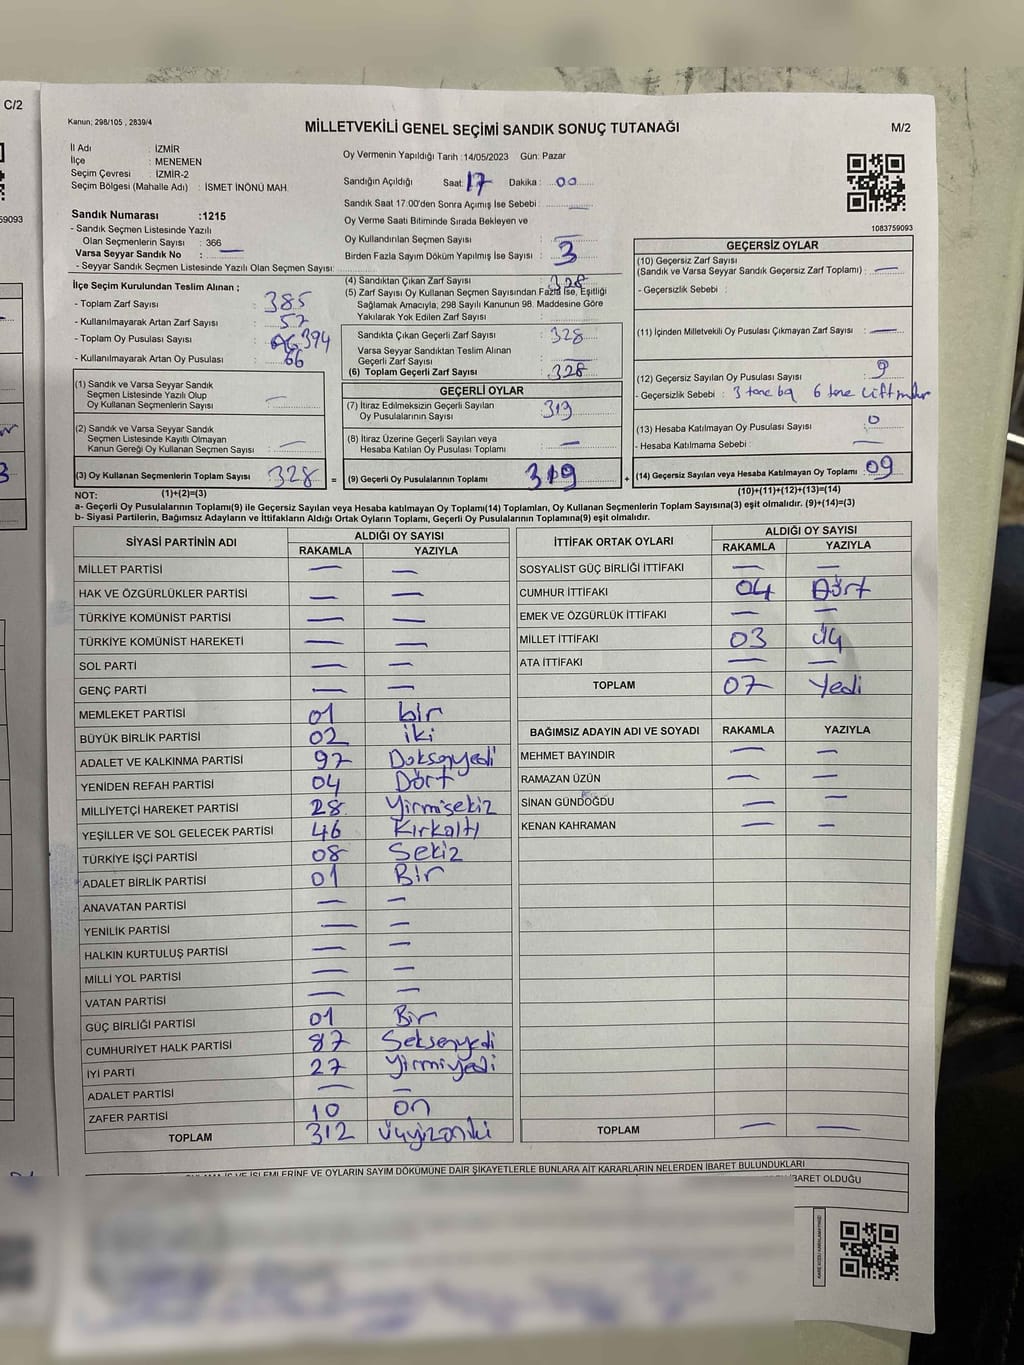 C/2
Kanun; 298/105 , 2839/4
MİLLETVEKİLİ GENEL SEÇİMİ SANDIK SONUÇ TUTANAĞI
M/2
İl Adı : İZMİR
İlçe : MENEMEN
Seçim Çevresi : İZMİR-2
Seçim Bölgesi (Mahalle Adı) : İSMET İNÖNÜ MAH.
Sandık Numarası :1215
- Sandık Seçmen Listesinde Yazılı
Olan Seçmenlerin Sayısı : 366
Varsa Seyyar Sandık No : —
- Seyyar Sandık Seçmen Listesinde Yazılı Olan Seçmen Sayısı:
Oy Vermenin Yapıldığı Tarih :14/05/2023 Gün: Pazar
Sandığın Açıldığı Saat: 17 Dakika : 00
Sandık Saat 17:00'den Sonra Açımış İse Sebebi : —
Oy Verme Saati Bitiminde Sırada Bekleyen ve
Oy Kullandırılan Seçmen Sayısı : —
Birden Fazla Sayım Döküm Yapılmış İse Sayısı : 3
1083759093
59093
İlçe Seçim Kurulundan Teslim Alınan ;
- Toplam Zarf Sayısı : 385
- Kullanılmayarak Artan Zarf Sayısı : 57
- Toplam Oy Pusulası Sayısı : 394
- Kullanılmayarak Artan Oy Pusulası : 66
(1) Sandık ve Varsa Seyyar Sandık
Seçmen Listesinde Yazılı Olup
Oy Kullanan Seçmenlerin Sayısı : —
(2) Sandık ve Varsa Seyyar Sandık
Seçmen Listesinde Kayıtlı Olmayan
Kanun Gereği Oy Kullanan Seçmen Sayısı : —
(3) Oy Kullanan Seçmenlerin Toplam Sayısı : 328
(1)+(2)=(3)
(4) Sandıktan Çıkan Zarf Sayısı : 328
(5) Zarf Sayısı Oy Kullanan Seçmen Sayısından Fazla İse, Eşitliği
Sağlamak Amacıyla; 298 Sayılı Kanunun 98. Maddesine Göre
Yakılarak Yok Edilen Zarf Sayısı :
Sandıkta Çıkan Geçerli Zarf Sayısı : 328
Varsa Seyyar Sandıktan Teslim Alınan
Geçerli Zarf Sayısı : —
(6) Toplam Geçerli Zarf Sayısı : 328
GEÇERLİ OYLAR
(7) İtiraz Edilmeksizin Geçerli Sayılan
Oy Pusulalarının Sayısı : 319
(8) İtiraz Üzerine Geçerli Sayılan veya
Hesaba Katılan Oy Pusulaları Toplamı : —
= (9) Geçerli Oy Pusulalarının Toplamı : 319 +
GEÇERSİZ OYLAR
(10) Geçersiz Zarf Sayısı
(Sandık ve Varsa Seyyar Sandık Geçersiz Zarf Toplamı) : —
- Geçersizlik Sebebi :
(11) İçinden Milletvekili Oy Pusulası Çıkmayan Zarf Sayısı : —
(12) Geçersiz Sayılan Oy Pusulası Sayısı : 9
- Geçersizlik Sebebi : 3 tane 6 tane
(13) Hesaba Katılmayan Oy Pusulası Sayısı : 0
- Hesaba Katılmama Sebebi : —
(14) Geçersiz Sayılan veya Hesaba Katılmayan Oy Toplamı : 09
(10)+(11)+(12)+(13)=(14)
NOT:
a- Geçerli Oy Pusulalarının Toplamı(9) ile Geçersiz Sayılan veya Hesaba katılmayan Oy Toplamı(14) Toplamları, Oy Kullanan Seçmenlerin Toplam Sayısına(3) eşit olmalıdır. (9)+(14)=(3)
b- Siyasi Partilerin, Bağımsız Adayların ve İttifakların Aldığı Ortak Oyların Toplamı, Geçerli Oy Pusulalarının Toplamına(9) eşit olmalıdır.
SİYASİ PARTİNİN ADI ALDIĞI OY SAYISI
RAKAMLA YAZIYLA
MİLLET PARTİSİ — —
HAK VE ÖZGÜRLÜKLER PARTİSİ — —
TÜRKİYE KOMÜNİST PARTİSİ — —
TÜRKİYE KOMÜNİST HAREKETİ — —
SOL PARTİ — —
GENÇ PARTİ — —
MEMLEKET PARTİSİ 01 bir
BÜYÜK BİRLİK PARTİSİ 02 iki
ADALET VE KALKINMA PARTİSİ 97 Doksanyedi
YENİDEN REFAH PARTİSİ 04 Dört
MİLLİYETÇİ HAREKET PARTİSİ 28 Yirmisekiz
YEŞİLLER VE SOL GELECEK PARTİSİ 46 Kırkaltı
TÜRKİYE İŞÇİ PARTİSİ 08 Sekiz
ADALET BİRLİK PARTİSİ 01 Bir
ANAVATAN PARTİSİ — —
YENİLİK PARTİSİ — —
HALKIN KURTULUŞ PARTİSİ — —
MİLLİ YOL PARTİSİ — —
VATAN PARTİSİ — —
GÜÇ BİRLİĞİ PARTİSİ 01 Bir
CUMHURİYET HALK PARTİSİ 87 Seksenyedi
İYİ PARTİ 27 Yirmiyedi
ADALET PARTİSİ — —
ZAFER PARTİSİ 10 On
TOPLAM 312 üçyüzoniki
İTTİFAK ORTAK OYLARI ALDIĞI OY SAYISI
RAKAMLA YAZIYLA
SOSYALİST GÜÇ BİRLİĞİ İTTİFAKI — —
CUMHUR İTTİFAKI 04 Dört
EMEK VE ÖZGÜRLÜK İTTİFAKI — —
MİLLET İTTİFAKI 03 üç
ATA İTTİFAKI — —
TOPLAM 07 Yedi
BAĞIMSIZ ADAYIN ADI VE SOYADI RAKAMLA YAZIYLA
MEHMET BAYINDIR — —
RAMAZAN ÜZÜN — —
SİNAN GÜNDOĞDU — —
KENAN KAHRAMAN — —
TOPLAM — —
VE İŞLEMLERİNE VE OYLARIN SAYIM DÖKÜMÜNE DAİR ŞİKAYETLERLE BUNLARA AİT KARARLARIN NELERDEN İBARET BULUNDUKLARI
İBARET OLDUĞU